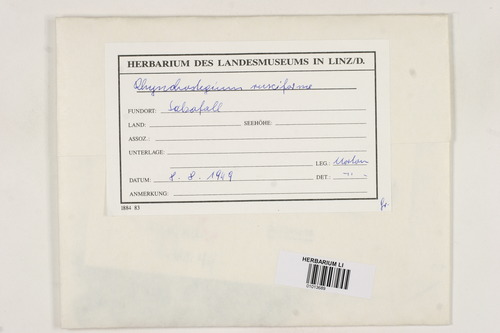 HERBARIUM DES LANDESMUSEUMS IN LINZ/D.
Rhynchostegium rusciforme
FUNDORT: Salsafall
LAND: SEEHÖHE:
ASSOZ.:
UNTERLAGE:
LEG.:
DATUM: 8. 8. 1949 DET.: -"-
ANMERKUNG:
1884 83
HERBARIUM LI